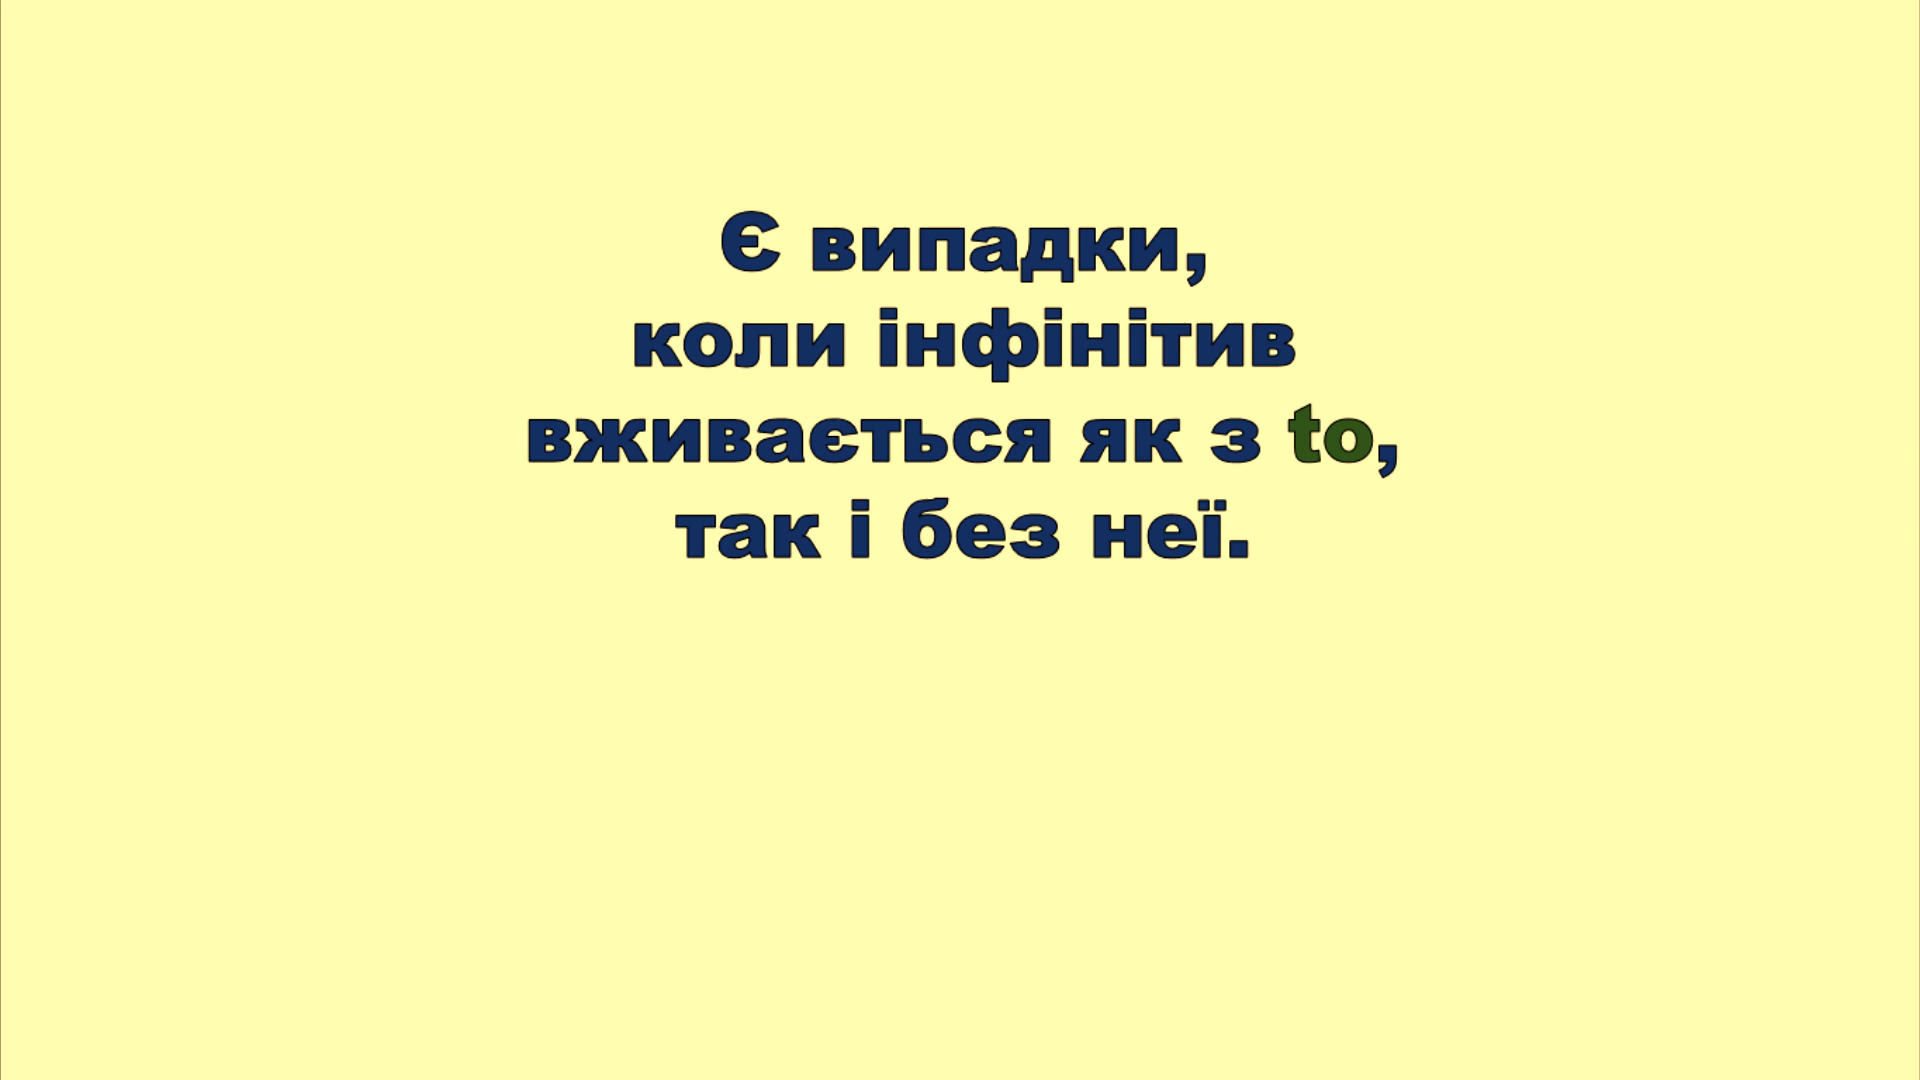 Є випадки,
коли інфінітив
вживається як з to,
так і без неї.